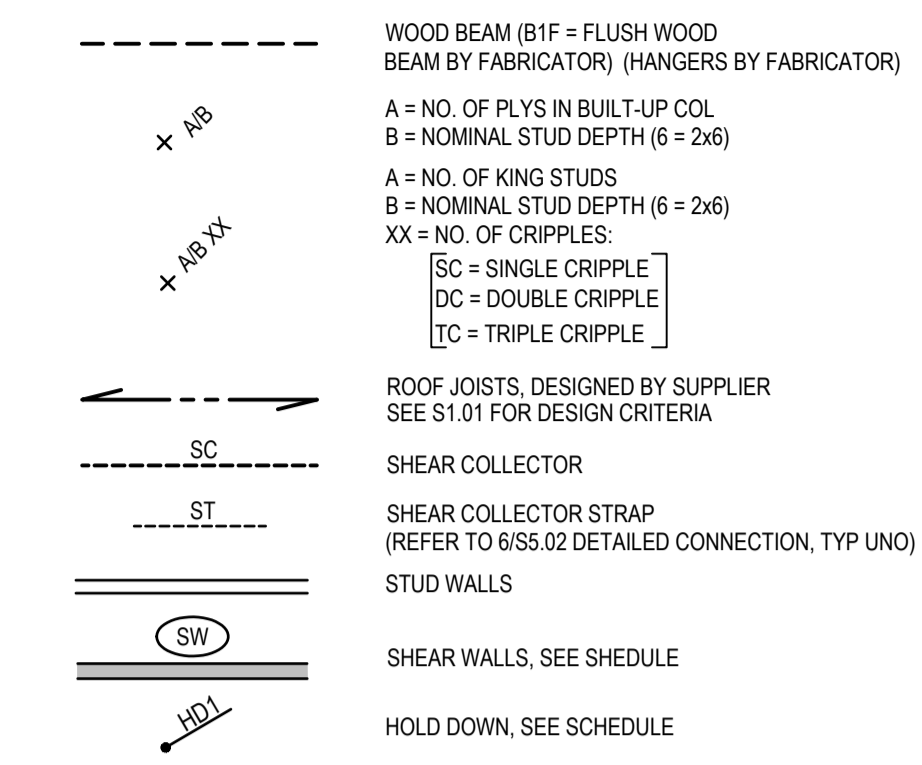 WOOD BEAM (B1F = FLUSH WOOD
BEAM BY FABRICATOR) (HANGERS BY FABRICATOR)
A/B
A = NO. OF PLYS IN BUILT-UP COL
B = NOMINAL STUD DEPTH (6 = 2x6)
A/B XX
A = NO. OF KING STUDS
B = NOMINAL STUD DEPTH (6 = 2x6)
XX = NO. OF CRIPPLES:
SC = SINGLE CRIPPLE
DC = DOUBLE CRIPPLE
TC = TRIPLE CRIPPLE
ROOF JOISTS, DESIGNED BY SUPPLIER
SEE S1.01 FOR DESIGN CRITERIA
SC
SHEAR COLLECTOR
ST
SHEAR COLLECTOR STRAP
(REFER TO 6/S5.02 DETAILED CONNECTION, TYP UNO)
STUD WALLS
SW
SHEAR WALLS, SEE SHEDULE
HD1
HOLD DOWN, SEE SCHEDULE